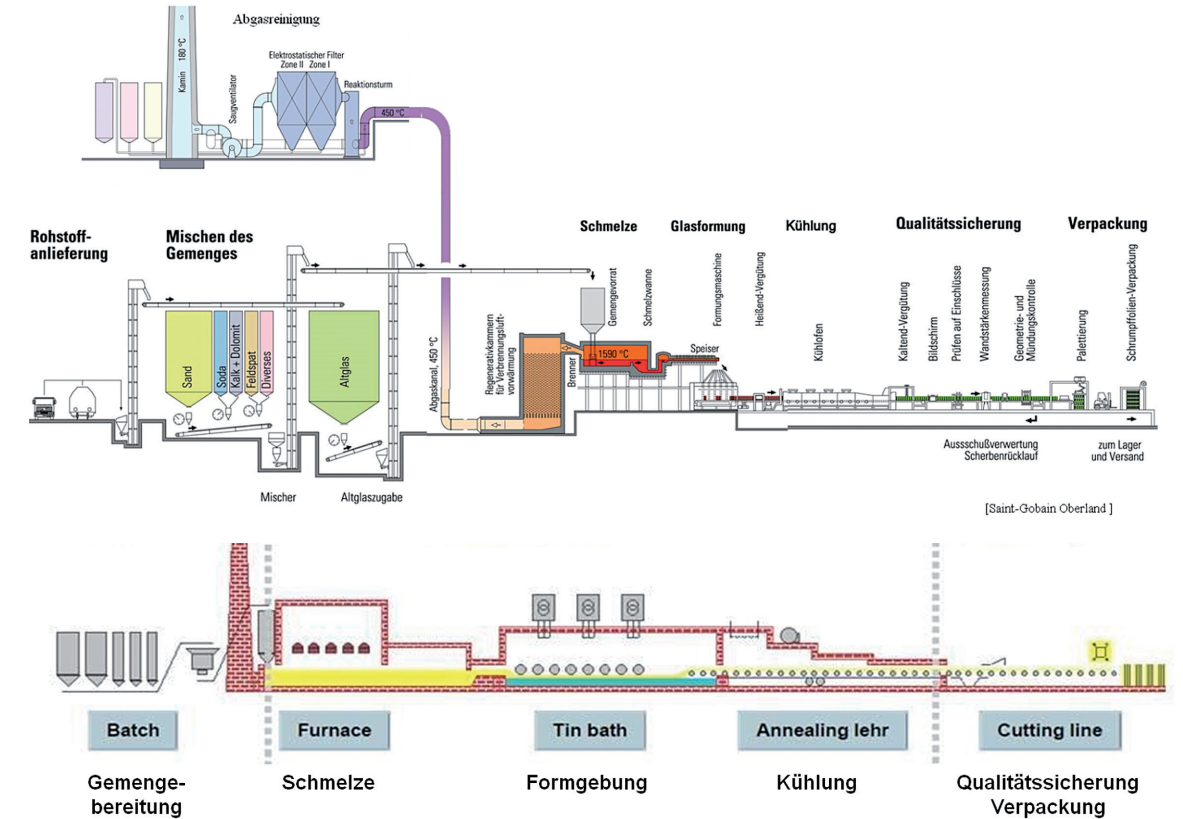 Abgasreinigung
Kamin 180 °C
Saugventilator
Elektrostatischer Filter
Zone II Zone I
Reaktionsturm
450 °C
Rohstoff-
anlieferung
Mischen des
Gemenges
Schmelze
Glasformung
Kühlung
Qualitätssicherung
Verpackung
Sand
Soda
Kalk + Dolomit
Feldspat
Diverses
Altglas
Mischer
Altglaszugabe
Abgaskanal, 450 °C
Regenerativkammern
für Verbrennungsluft-
vorwärmung
Brenner
1590 °C
Gemengevorrat
Schmelzwanne
Speiser
Formungsmaschine
Heißend-Vergütung
Kühlofen
Kaltend-Vergütung
Bildschirm
Prüfen auf Einschlüsse
Wandstärkenmessung
Geometrie- und
Mündungskontrolle
Palettierung
Schrumpffolien-Verpackung
Aussschußverwertung
Scherbenrücklauf
zum Lager
und Versand
[Saint-Gobain Oberland ]
Batch
Furnace
Tin bath
Annealing lehr
Cutting line
Gemenge-
bereitung
Schmelze
Formgebung
Kühlung
Qualitätssicherung
Verpackung